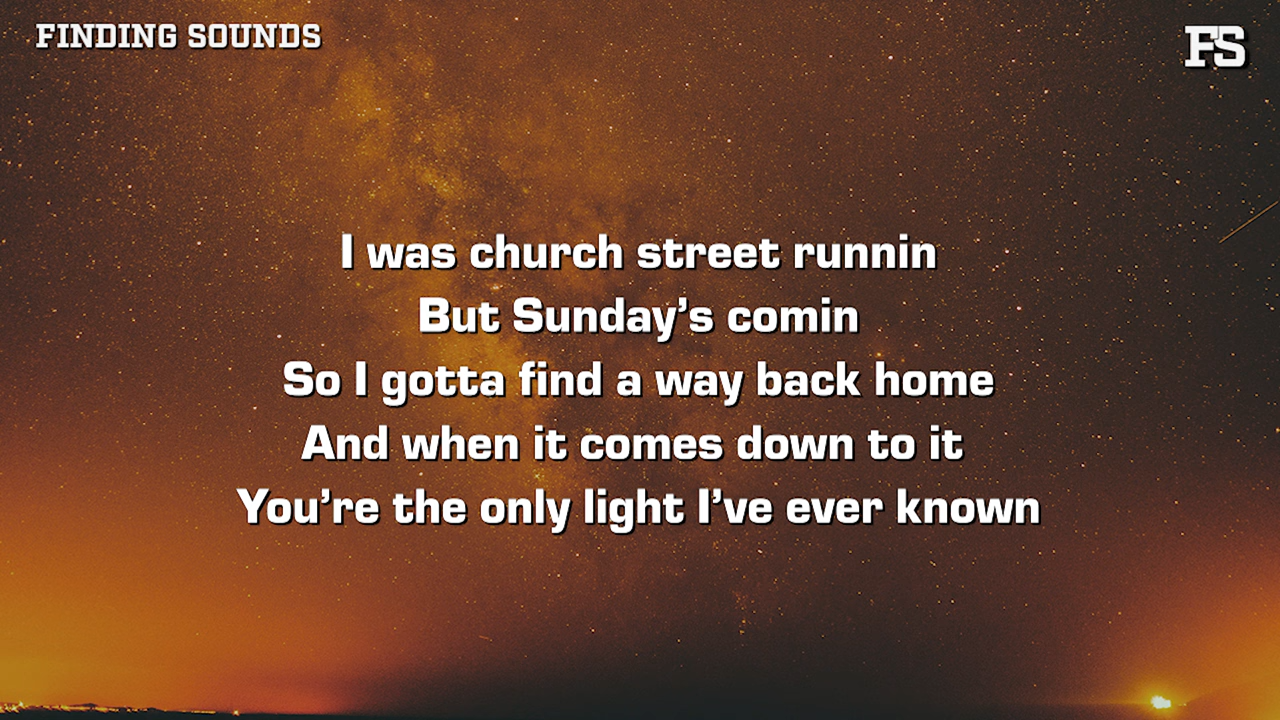 FINDING SOUNDS
FS
I was church street runnin
But Sunday’s comin
So I gotta find a way back home
And when it comes down to it
You’re the only light I’ve ever known